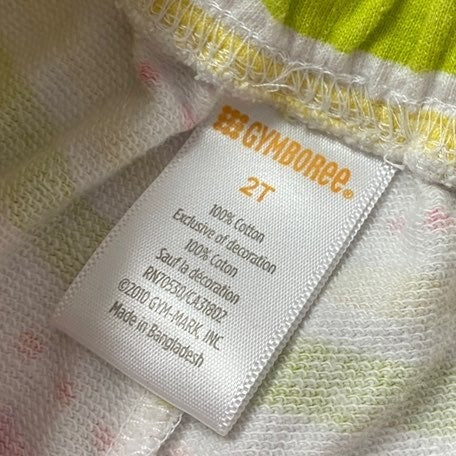 GYMBOREE®
2T
100% Cotton
Exclusive of decoration
100% Coton
Sauf la décoration
RN70530/CA31802
©2010 GYM-MARK, INC.
Made in Bangladesh